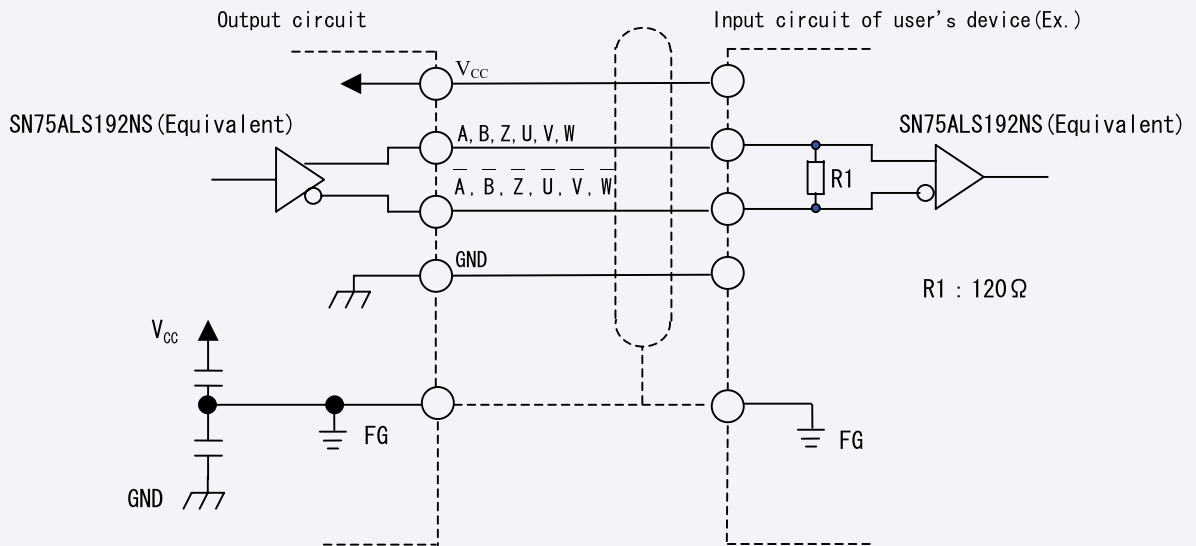 Output circuit
Input circuit of user's device(Ex.)
VCC
SN75ALS192NS(Equivalent)
A, B, Z, U, V, W
SN75ALS192NS(Equivalent)
A̅, B̅, Z̅, U̅, V̅, W̅
R1
GND
R1 : 120Ω
VCC
FG
FG
GND